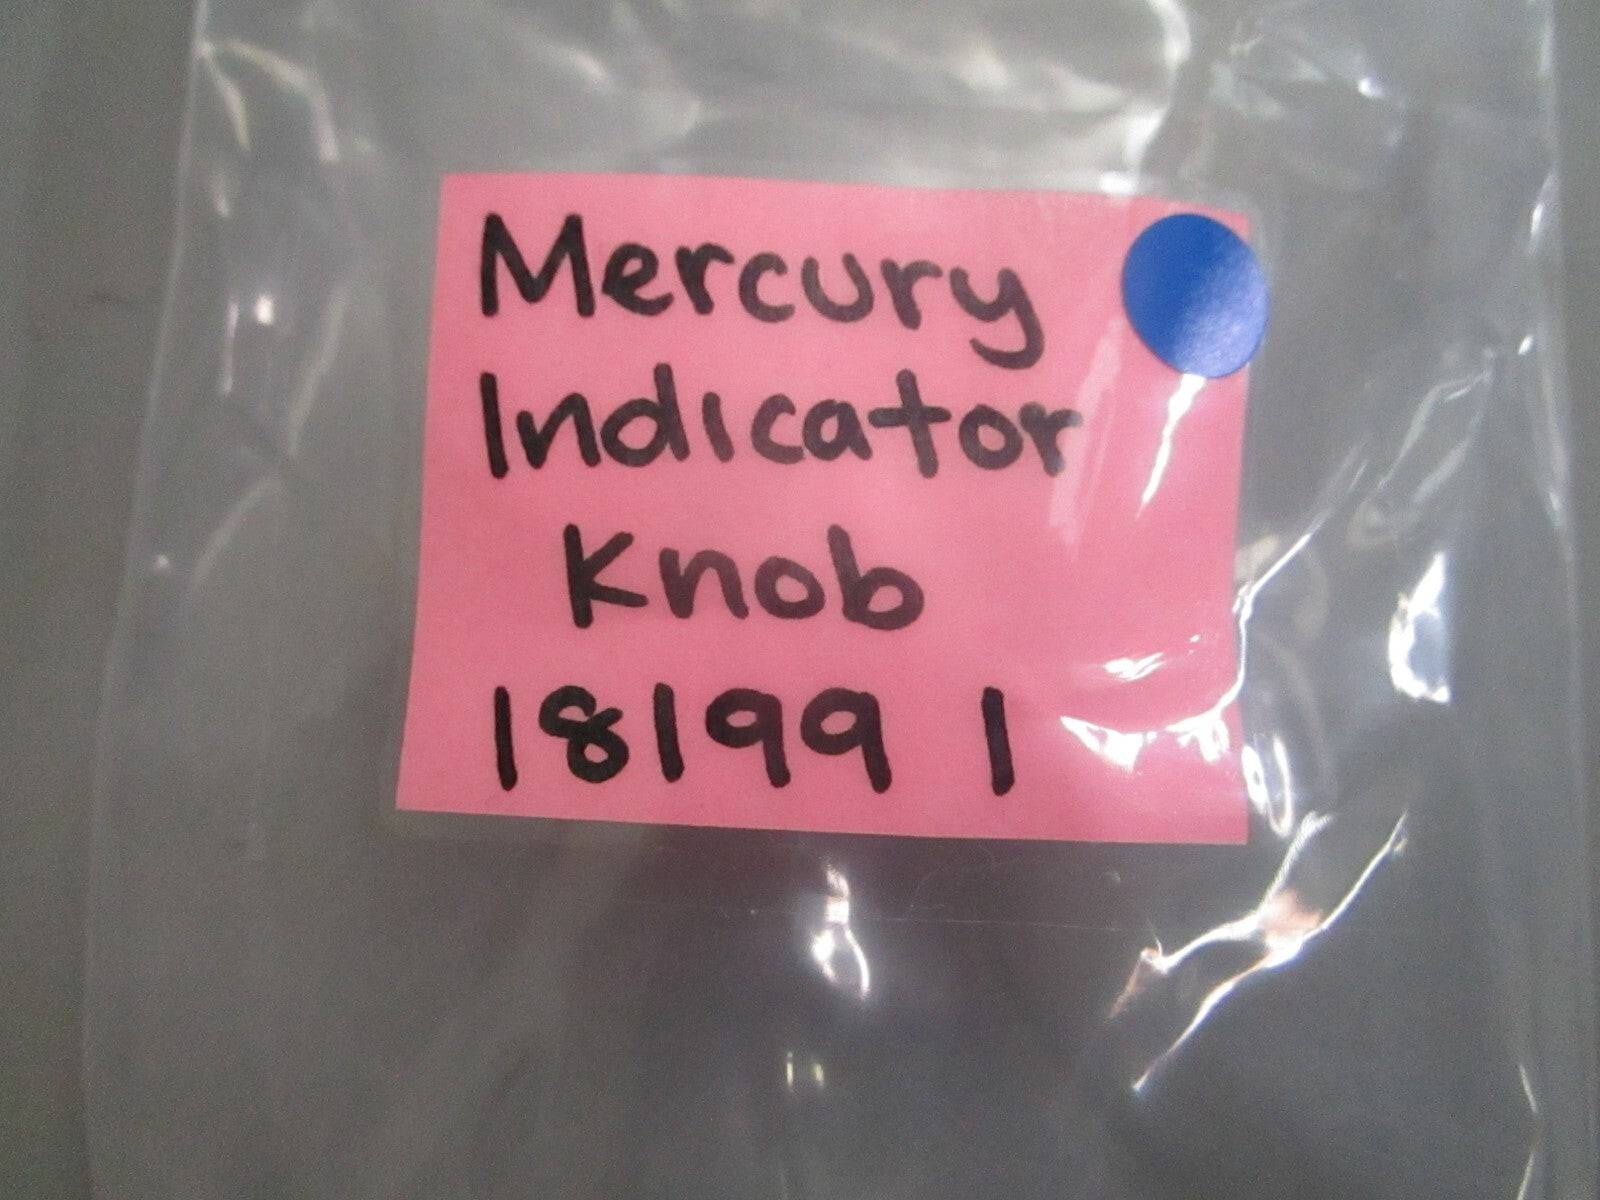 Mercury
Indicator
Knob
18199 1